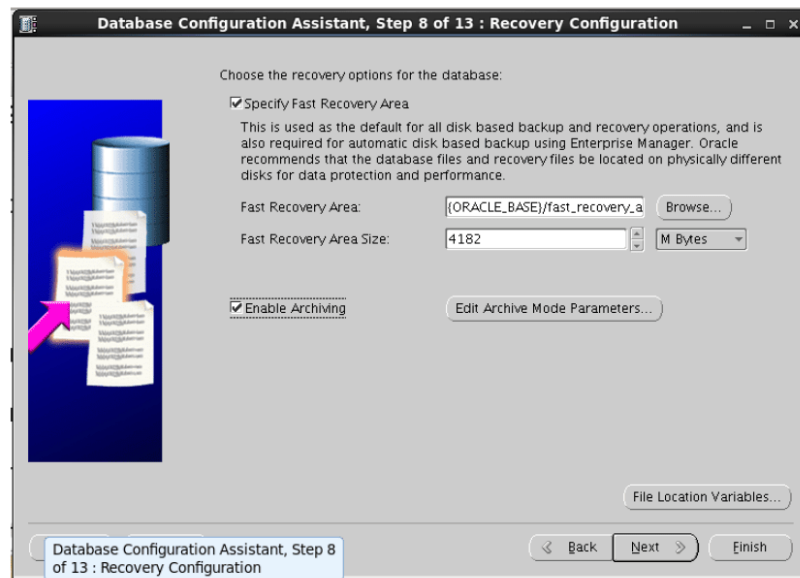 Database Configuration Assistant, Step 8 of 13 : Recovery Configuration
Choose the recovery options for the database:
Specify Fast Recovery Area
This is used as the default for all disk based backup and recovery operations, and is
also required for automatic disk based backup using Enterprise Manager. Oracle
recommends that the database files and recovery files be located on physically different
disks for data protection and performance.
Fast Recovery Area:
{ORACLE_BASE}/fast_recovery_a
Browse...
Fast Recovery Area Size:
4182
M Bytes
Enable Archiving
Edit Archive Mode Parameters...
File Location Variables...
Back
Next
Finish
Database Configuration Assistant, Step 8
of 13 : Recovery Configuration